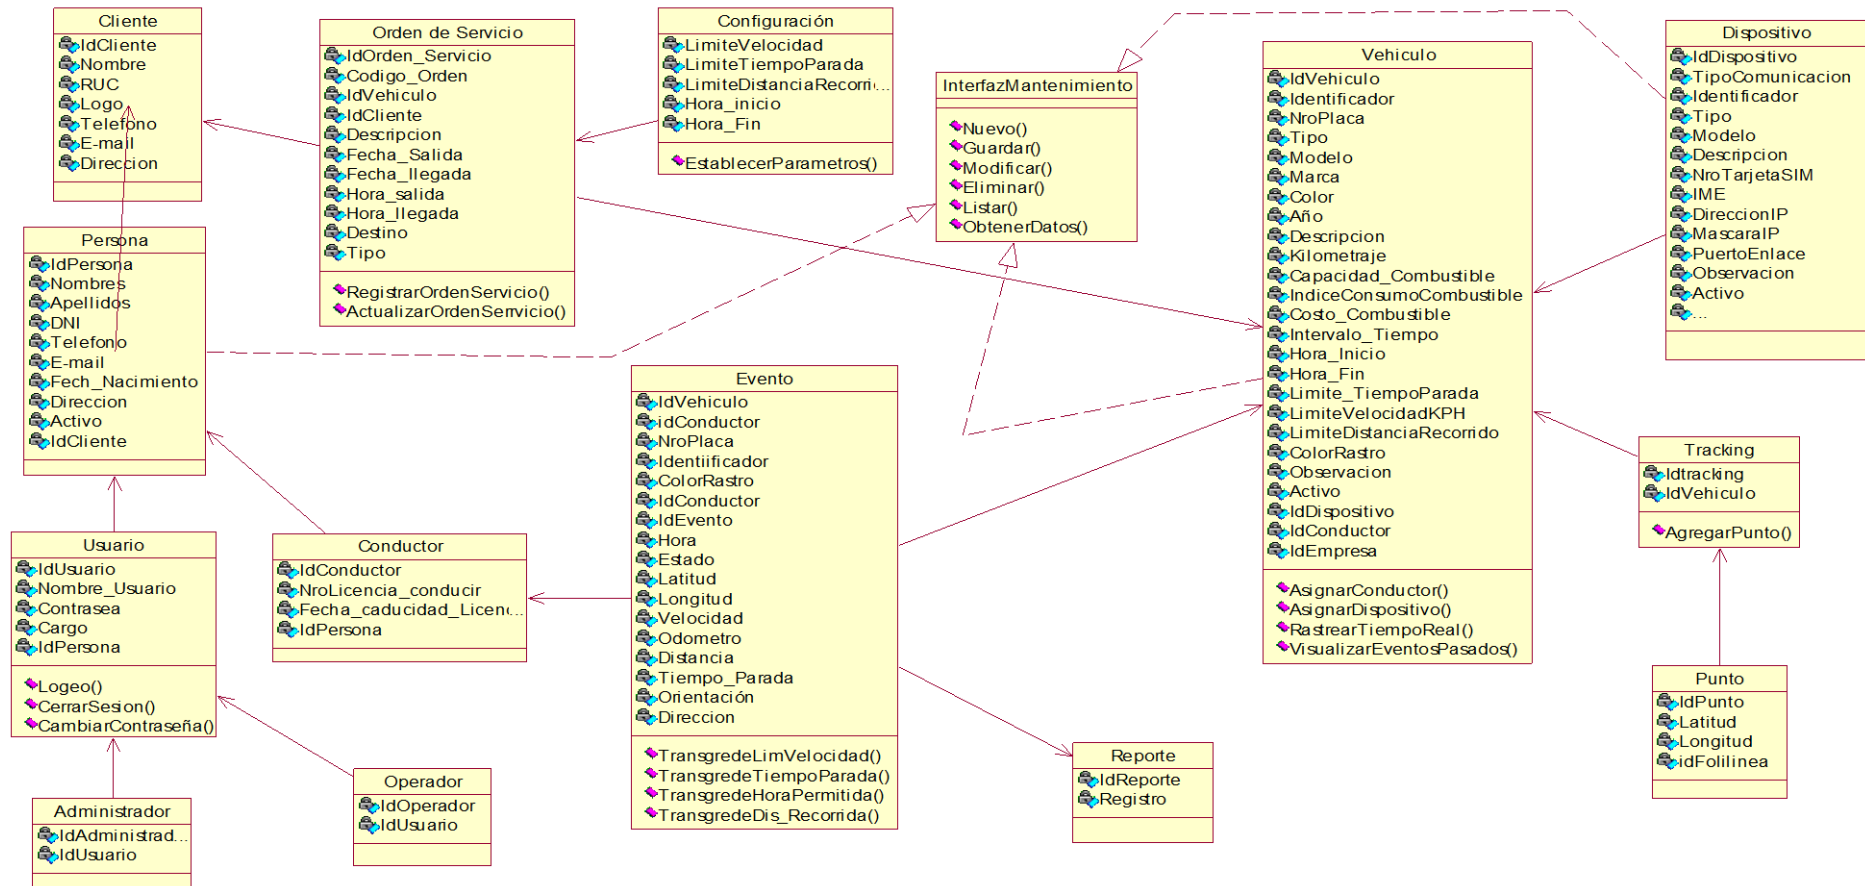 Cliente
IdCliente
Nombre
RUC
Logo
Telefono
E-mail
Direccion
Orden de Servicio
IdOrden_Servicio
Codigo_Orden
IdVehiculo
IdCliente
Descripcion
Fecha_Salida
Fecha_llegada
Hora_salida
Hora_llegada
Destino
Tipo
RegistrarOrdenServicio()
ActualizarOrdenSerrvicio()
Configuración
LimiteVelocidad
LimiteTiempoParada
LimiteDistanciaRecorri...
Hora_inicio
Hora_Fin
EstablecerParametros()
InterfazMantenimiento
Nuevo()
Guardar()
Modificar()
Eliminar()
Listar()
ObtenerDatos()
Vehiculo
IdVehiculo
Identificador
NroPlaca
Tipo
Modelo
Marca
Color
Año
Descripcion
Kilometraje
Capacidad_Combustible
IndiceConsumoCombustible
Costo_Combustible
Intervalo_Tiempo
Hora_Inicio
Hora_Fin
Limite_TiempoParada
LimiteVelocidadKPH
LimiteDistanciaRecorrido
ColorRastro
Observacion
Activo
IdDispositivo
IdConductor
IdEmpresa
AsignarConductor()
AsignarDispositivo()
RastrearTiempoReal()
VisualizarEventosPasados()
Dispositivo
IdDispositivo
TipoComunicacion
Identificador
Tipo
Modelo
Descripcion
NroTarjetaSIM
IME
DireccionIP
MascaraIP
PuertoEnlace
Observacion
Activo
...
Persona
IdPersona
Nombres
Apellidos
DNI
Telefono
E-mail
Fech_Nacimiento
Direccion
Activo
IdCliente
Evento
IdVehiculo
idConductor
NroPlaca
Identiificador
ColorRastro
IdConductor
IdEvento
Hora
Estado
Latitud
Longitud
Velocidad
Odometro
Distancia
Tiempo_Parada
Orientación
Direccion
TransgredeLimVelocidad()
TransgredeTiempoParada()
TransgredeHoraPermitida()
TransgredeDis_Recorrida()
Tracking
Idtracking
IdVehiculo
AgregarPunto()
Usuario
IdUsuario
Nombre_Usuario
Contrasea
Cargo
IdPersona
Logeo()
CerrarSesion()
CambiarContraseña()
Conductor
IdConductor
NroLicencia_conducir
Fecha_caducidad_Licenc...
IdPersona
Punto
IdPunto
Latitud
Longitud
idFolilinea
Reporte
IdReporte
Registro
Operador
IdOperador
IdUsuario
Administrador
IdAdministrad...
IdUsuario